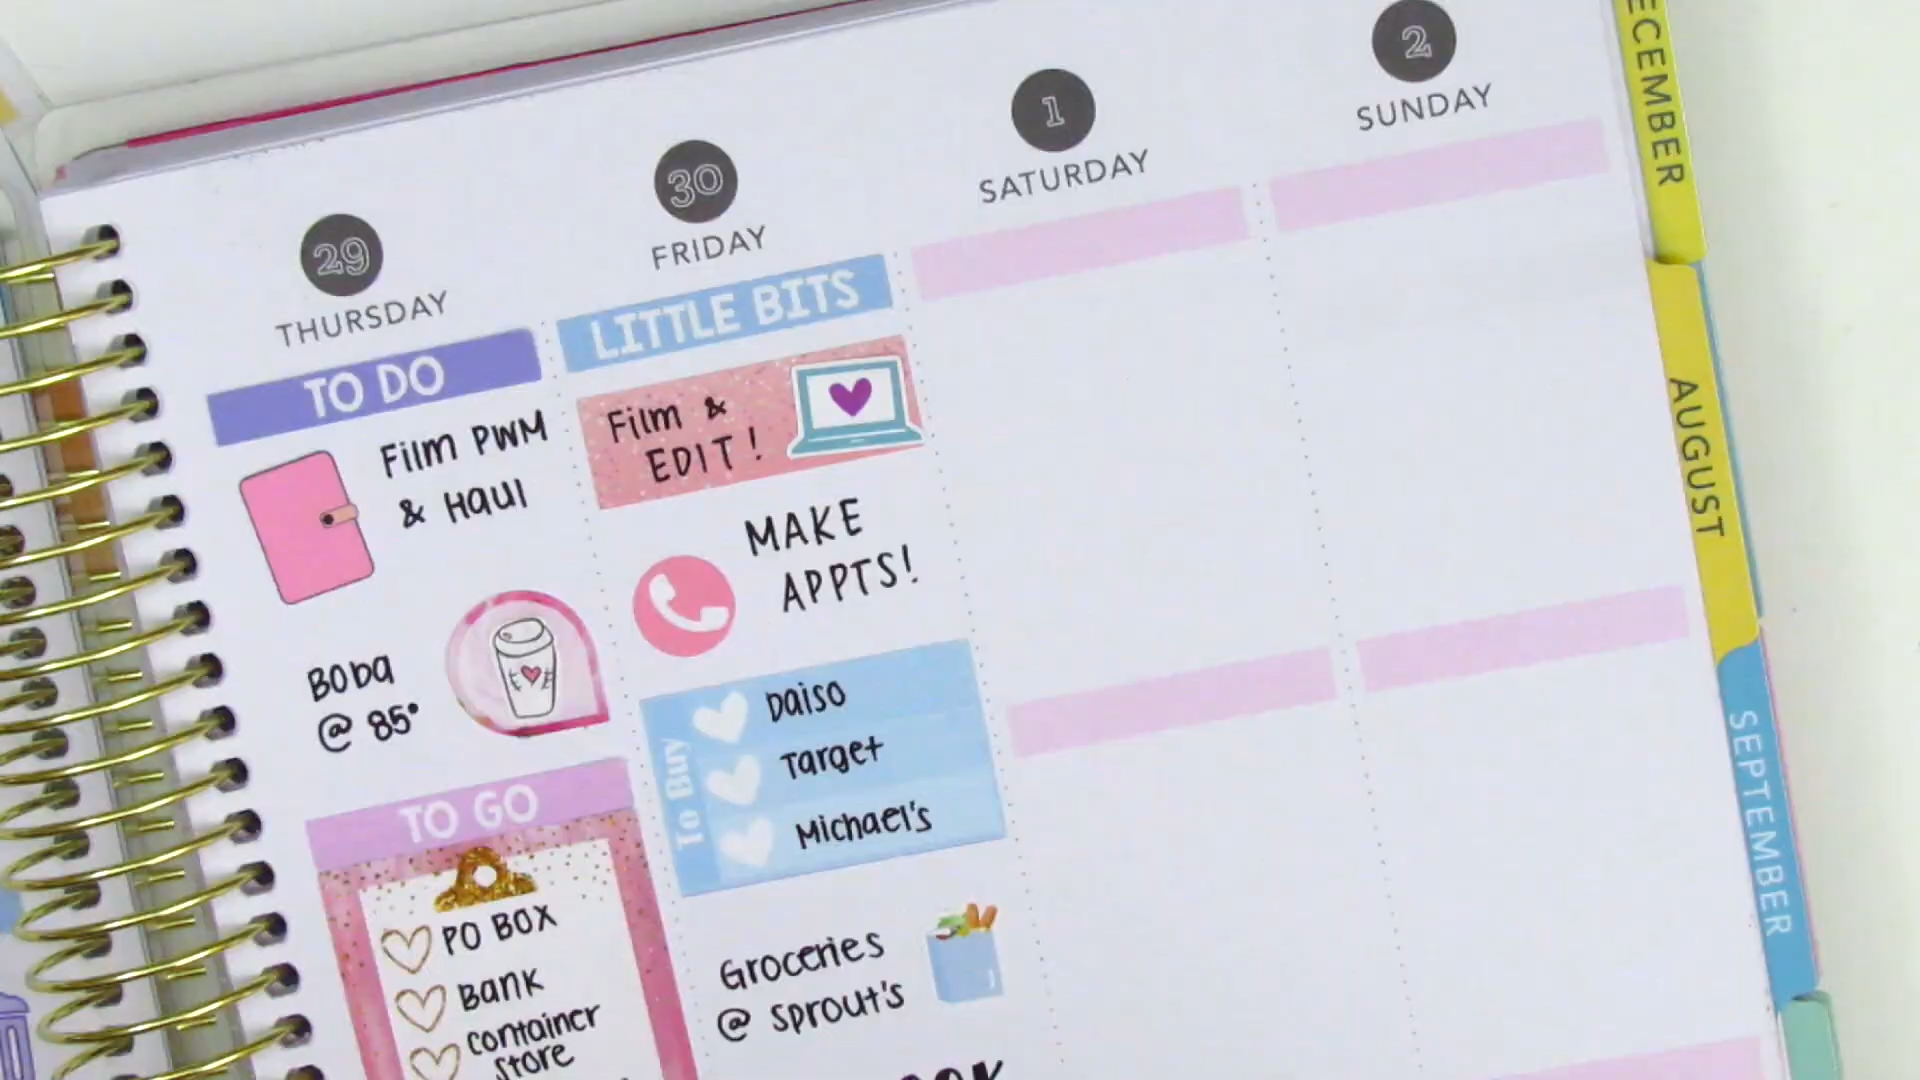 29
THURSDAY
TO DO
Film PWM
& Haul
Boba
@ 85°
TO GO
PO BOX
BANK
container
store
30
FRIDAY
LITTLE BITS
Film &
EDIT!
MAKE
APPTS!
To Buy
Daiso
Target
Michael's
Groceries
@ sprout's
1
SATURDAY
2
SUNDAY
ECEMBER
AUGUST
SEPTEMBER